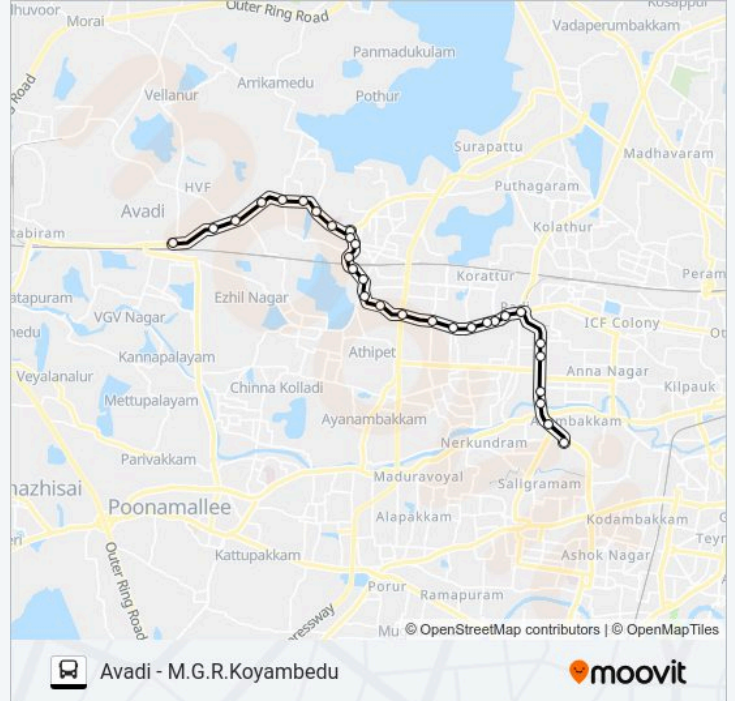 Outer Ring Road
Morai
Vadaperumbakkam
Panmadukulam
Arrikamedu
Vellanur
Pothur
Road
Surapattu
Madhavaram
HVF
Puthagaram
Avadi
Kolathur
Korattur
Ezhil Nagar
VGV Nagar
ICF Colony
Kannapalayam
Athipet
Veyalanalur
Anna Nagar
Chinna Kolladi
Kilpauk
Mettupalayam
Ayanambakkam
Nerkundram
Parivakkam
Maduravoyal
Saligramam
Poonamallee
Alapakkam
Kodambakkam
Kattupakkam
Ashok Nagar
Outer Ring Road
Porur
Ramapuram
© OpenStreetMap contributors | © OpenMapTiles
Avadi - M.G.R.Koyambedu
moovit